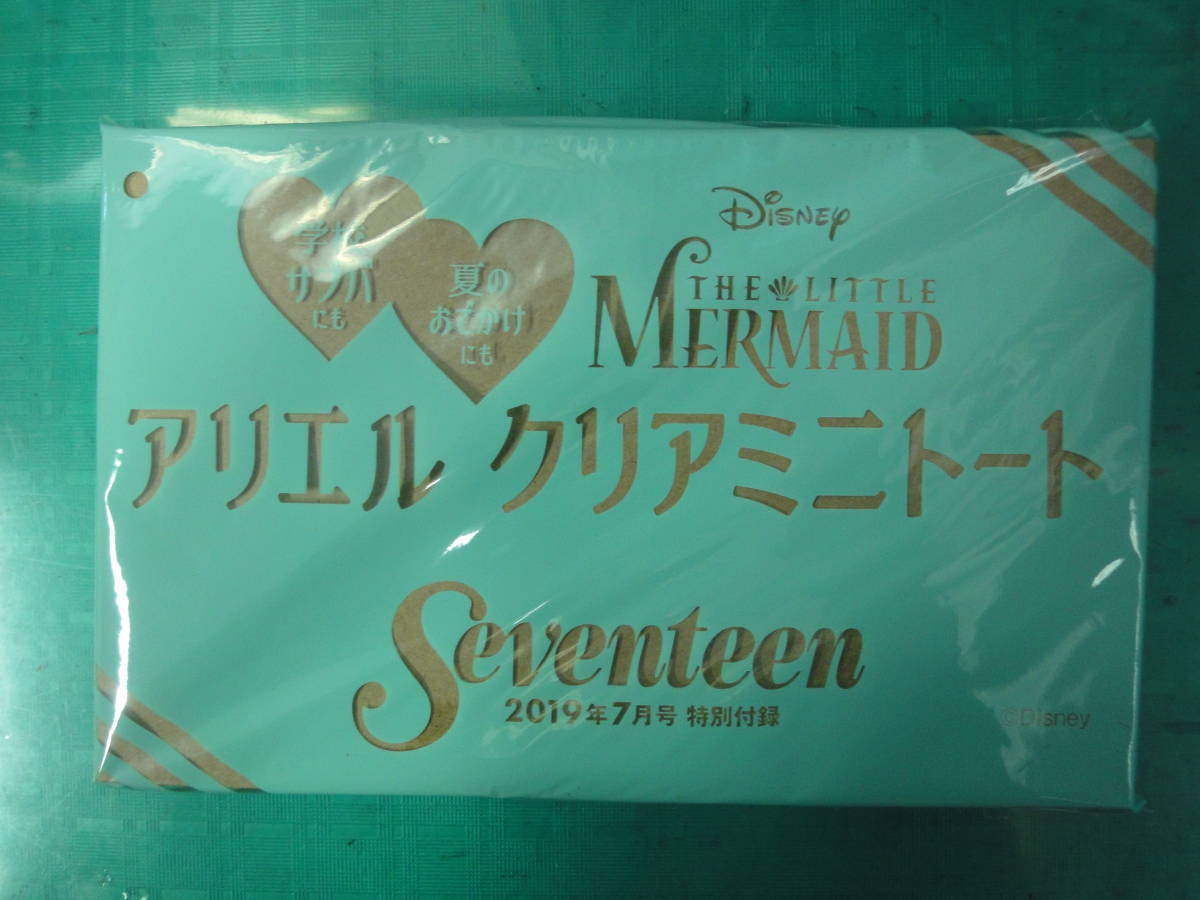 学校の
サブバ
にも
夏の
おでかけ
にも
Disney
THE LITTLE
MERMAID
アリエル クリアミニトート
Seventeen
2019年7月号 特別付録
©Disney